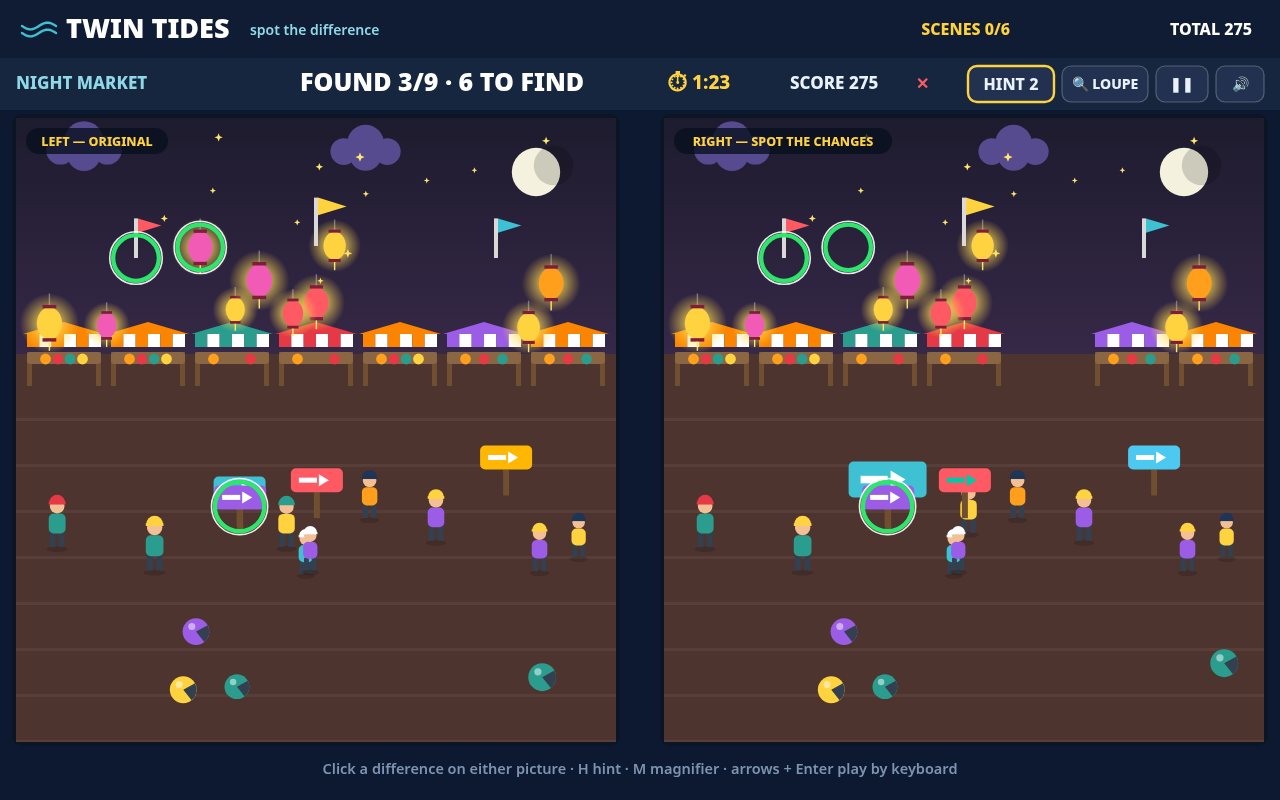 TWIN TIDES spot the difference SCENES 0/6 TOTAL 275
NIGHT MARKET FOUND 3/9 · 6 TO FIND ⏱ 1:23 SCORE 275 ✕ HINT 2 🔍 LOUPE ❚❚ 🔊
LEFT — ORIGINAL RIGHT — SPOT THE CHANGES
Click a difference on either picture · H hint · M magnifier · arrows + Enter play by keyboard